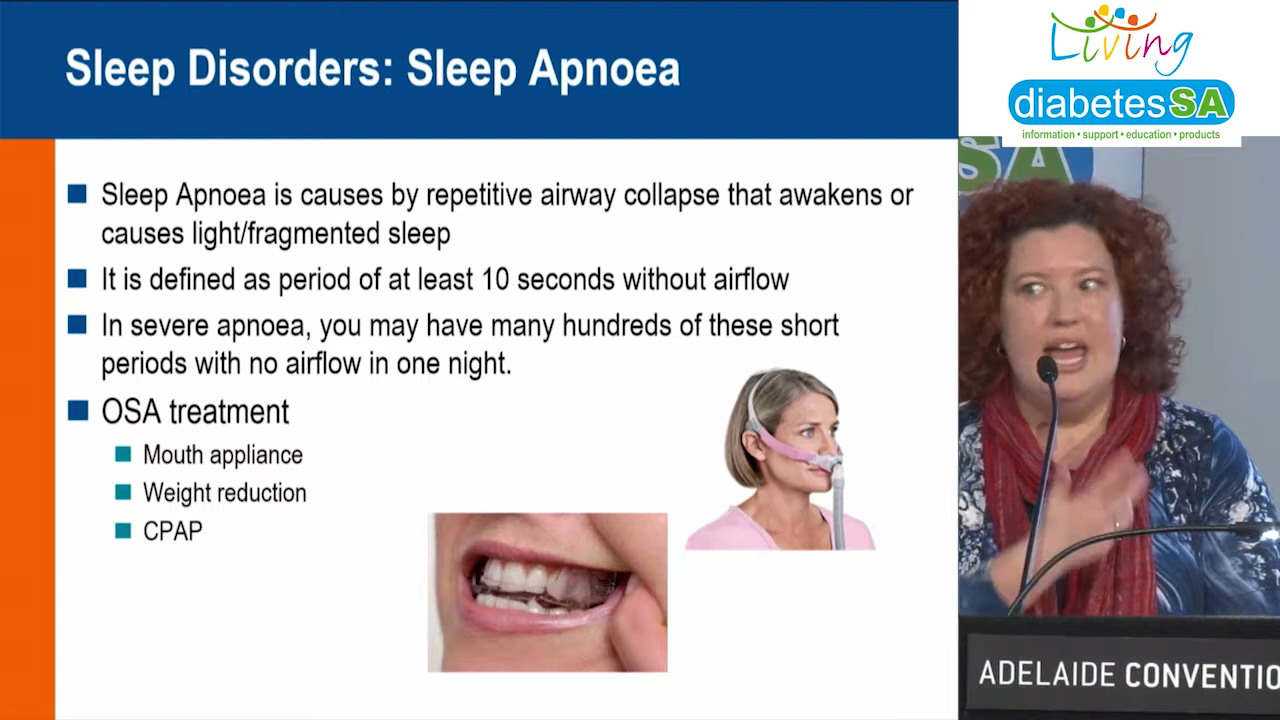 Sleep Disorders: Sleep Apnoea
Sleep Apnoea is causes by repetitive airway collapse that awakens or
causes light/fragmented sleep
It is defined as period of at least 10 seconds without airflow
In severe apnoea, you may have many hundreds of these short
periods with no airflow in one night.
OSA treatment
Mouth appliance
Weight reduction
CPAP
Living
diabetesSA
information • support • education • products
SA
ADELAIDE CONVENTIO